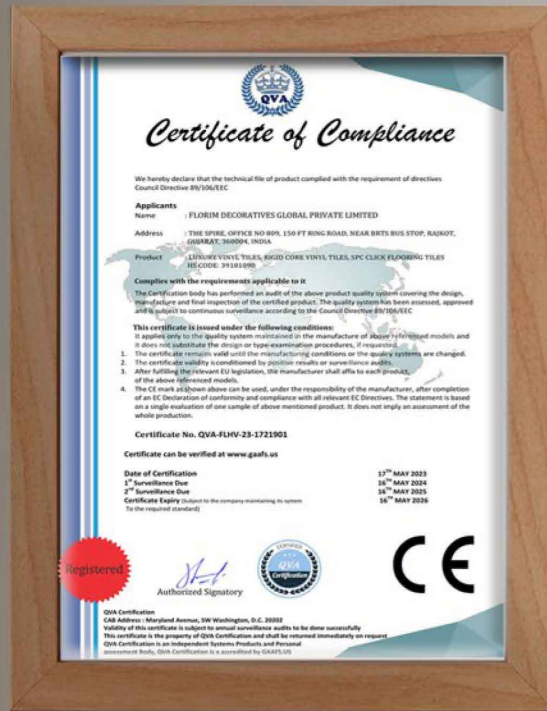 QVA
Certificate of Compliance
We hereby declare that the technical file of product complied with the requirement of directives
Council Directive 89/106/EEC
Applicants
Name : FLORIM DECORATIVES GLOBAL PRIVATE LIMITED
Address : THE SPIRE, OFFICE NO 809, 150 FT RING ROAD, NEAR BRTS BUS STOP, RAJKOT,
GUJARAT, 360004, INDIA
Product : LUXURY VINYL TILES, RIGID CORE VINYL TILES, SPC CLICK FLOORING TILES
HS CODE: 39181090
Complies with the requirements applicable to it
The Certification body has performed an audit of the above product quality system covering the design,
manufacture and final inspection of the certified product. The quality system has been assessed, approved
and is subject to continuous surveillance according to the Council Directive 89/106/EEC
This certificate is issued under the following conditions:
It applies only to the quality system maintained in the manufacture of above referenced models and
it does not substitute the design or type-examination procedures, if requested.
1. The certificate remains valid until the manufacturing conditions or the quality systems are changed.
2. The certificate validity is conditioned by positive results or surveillance audits.
3. After fulfilling the relevant EU legislation, the manufacturer shall affix to each product,
of the above referenced models.
4. The CE mark as shown above can be used, under the responsibility of the manufacturer, after completion
of an EC Declaration of conformity and compliance with all relevant EC Directives. The statement is based
on a single evaluation of one sample of above mentioned product. It does not imply an assessment of the
whole production.
Certificate No. QVA-FLHV-23-1721901
Certificate can be verified at www.gaafs.us
Date of Certification 17TH MAY 2023
1st Surveillance Due 16TH MAY 2024
2nd Surveillance Due 16TH MAY 2025
Certificate Expiry (Subject to the company maintaining its system 16TH MAY 2026
To the required standard)
Registered
Authorized Signatory
CERTIFIED
QVA
Certification
CE
QVA Certification
CAB Address : Maryland Avenue, SW Washington, D.C. 20202
Validity of this certificate is subject to annual surveillance audits to be done successfully
This certificate is the property of QVA Certification and shall be returned immediately on request
QVA Certification is an Independent Systems Products and Personal
assessment Body, QVA Certification is a accredited by GAAFS.US